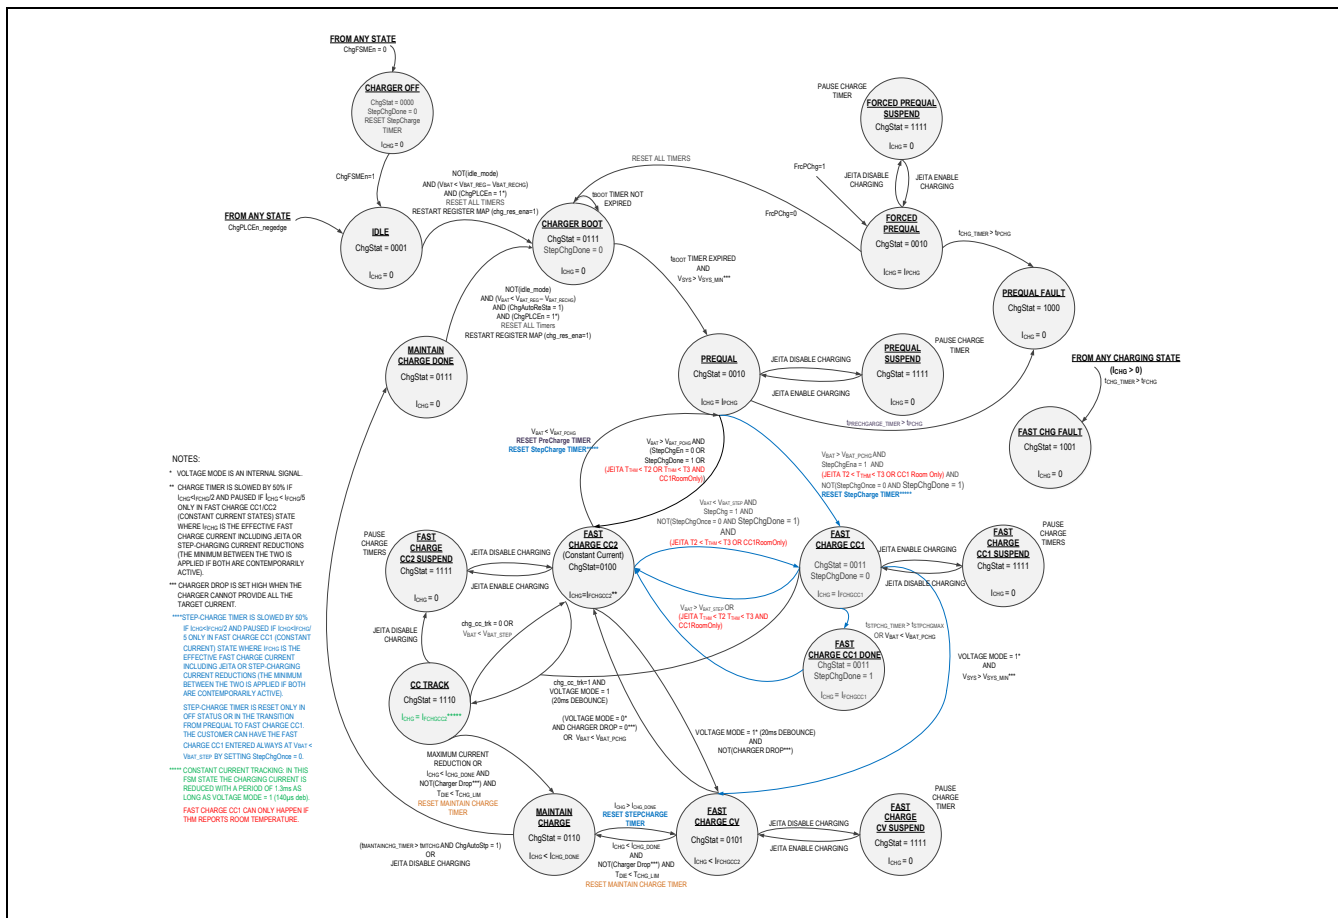 FROM ANY STATE
ChgFSMEn = 0
CHARGER OFF
ChgStat = 0000
StepChgDone = 0
RESET StepCharge
TIMER
ICHG = 0
ChgFSMEn=1
FROM ANY STATE
ChgPLCEn_negedge
IDLE
ChgStat = 0001
ICHG = 0
NOT(idle_mode)
AND (VBAT < VBAT_REG – VBAT_RECHG)
AND (ChgPLCEn = 1*)
RESET ALL TIMERS
RESTART REGISTER MAP (chg_res_ena=1)
tBOOT TIMER NOT
EXPIRED
CHARGER BOOT
ChgStat = 0111
StepChgDone = 0
ICHG = 0
RESET ALL TIMERS
FrcPChg=1
FrcPChg=0
PAUSE CHARGE
TIMER
FORCED PREQUAL
SUSPEND
ChgStat = 1111
ICHG = 0
JEITA DISABLE
CHARGING
JEITA ENABLE
CHARGING
FORCED
PREQUAL
ChgStat = 0010
ICHG = IPCHG
tCHG_TIMER > tPCHG
PREQUAL FAULT
ChgStat = 1000
ICHG = 0
tBOOT TIMER EXPIRED
AND
VSYS > VSYS_MIN***
NOT(idle_mode)
AND (VBAT < VBAT_REG – VBAT_RECHG)
AND (ChgAutoReSta = 1)
AND (ChgPLCEn = 1*)
RESET ALL Timers
RESTART REGISTER MAP (chg_res_ena=1)
MAINTAIN
CHARGE DONE
ChgStat = 0111
ICHG = 0
PREQUAL
ChgStat = 0010
ICHG = IPCHG
JEITA DISABLE CHARGING
JEITA ENABLE CHARGING
PREQUAL
SUSPEND
ChgStat = 1111
ICHG = 0
PAUSE CHARGE
TIMER
tPRECHGARGE_TIMER > tPCHG
FROM ANY CHARGING STATE
(ICHG > 0)
tCHG_TIMER > tFCHG
FAST CHG FAULT
ChgStat = 1001
ICHG = 0
VBAT < VBAT_PCHG
RESET PreCharge TIMER
RESET StepCharge TIMER*****
VBAT > VBAT_PCHG AND
(StepChgEn = 0 OR
StepChgDone = 1 OR
(JEITA TTHM < T2 OR TTHM < T3 AND
CC1RoomOnly))
VBAT > VBAT_PCHG AND
StepChgEna = 1 AND
(JEITA T2 < TTHM < T3 OR CC1 Room Only) AND
NOT(StepChgOnce = 0 AND StepChgDone = 1)
RESET StepCharge TIMER*****
VBAT < VBAT_STEP AND
StepChg = 1 AND
NOT(StepChgOnce = 0 AND StepChgDone = 1)
AND
(JEITA T2 < TTHM < T3 OR CC1RoomOnly)
NOTES:
* VOLTAGE MODE IS AN INTERNAL SIGNAL.
** CHARGE TIMER IS SLOWED BY 50% IF
ICHG<IFCHG/2 AND PAUSED IF ICHG < IFCHG/5
ONLY IN FAST CHARGE CC1/CC2
(CONSTANT CURRENT STATES) STATE
WHERE IFCHG IS THE EFFECTIVE FAST
CHARGE CURRENT INCLUDING JEITA OR
STEP-CHARGING CURRENT REDUCTIONS
(THE MINIMUM BETWEEN THE TWO IS
APPLIED IF BOTH ARE CONTEMPORARILY
ACTIVE).
*** CHARGER DROP IS SET HIGH WHEN THE
CHARGER CANNOT PROVIDE ALL THE
TARGET CURRENT.
****STEP-CHARGE TIMER IS SLOWED BY 50%
IF ICHG<IFCHG/2 AND PAUSED IF ICHG<IFCHG/
5 ONLY IN FAST CHARGE CC1 (CONSTANT
CURRENT) STATE WHERE IFCHG IS THE
EFFECTIVE FAST CHARGE CURRENT
INCLUDING JEITA OR STEP-CHARGING
CURRENT REDUCTIONS (THE MINIMUM
BETWEEN THE TWO IS APPLIED IF BOTH
ARE CONTEMPORARILY ACTIVE).
STEP-CHARGE TIMER IS RESET ONLY IN
OFF STATUS OR IN THE TRANSITION
FROM PREQUAL TO FAST CHARGE CC1.
THE CUSTOMER CAN HAVE THE FAST
CHARGE CC1 ENTERED ALWAYS AT VBAT <
VBAT_STEP BY SETTING StepChgOnce = 0.
***** CONSTANT CURRENT TRACKING: IN THIS
FSM STATE THE CHARGING CURRENT IS
REDUCED WITH A PERIOD OF 1.3ms AS
LONG AS VOLTAGE MODE = 1 (140µs deb).
FAST CHARGE CC1 CAN ONLY HAPPEN IF
THM REPORTS ROOM TEMPERATURE.
PAUSE
CHARGE
TIMERS
FAST
CHARGE
CC2 SUSPEND
ChgStat = 1111
ICHG = 0
JEITA DISABLE CHARGING
JEITA ENABLE CHARGING
FAST
CHARGE CC2
(Constant Current)
ChgStat=0100
ICHG=IFCHGCC2**
FAST
CHARGE CC1
ChgStat = 0011
StepChgDone = 0
ICHG = IFCHGCC1
JEITA ENABLE CHARGING
JEITA DISABLE CHARGING
FAST
CHARGE
CC1 SUSPEND
ChgStat = 1111
ICHG = 0
PAUSE
CHARGE
TIMERS
VBAT > VBAT_STEP OR
(JEITA TTHM < T2 TTHM < T3 AND
CC1RoomOnly)
tSTPCHG_TIMER > tSTPCHGMAX
OR VBAT < VBAT_PCHG
FAST
CHARGE CC1 DONE
ChgStat = 0011
StepChgDone = 1
ICHG = IFCHGCC1
VOLTAGE MODE = 1*
AND
VSYS > VSYS_MIN***
JEITA DISABLE
CHARGING
chg_cc_trk = 0 OR
VBAT < VBAT_STEP
CC TRACK
ChgStat = 1110
ICHG = IFCHGCC2*****
chg_cc_trk=1 AND
VOLTAGE MODE = 1
(20ms DEBOUNCE)
(VOLTAGE MODE = 0*
AND CHARGER DROP = 0***)
OR VBAT < VBAT_PCHG
VOLTAGE MODE = 1* (20ms DEBOUNCE)
AND
NOT(CHARGER DROP***)
MAXIMUM CURRENT
REDUCTION OR
ICHG < ICHG_DONE AND
NOT(Charger Drop***) AND
TDIE < TCHG_LIM
RESET MAINTAIN CHARGE
TIMER
MAINTAIN
CHARGE
ChgStat = 0110
ICHG < ICHG_DONE
(tMAINTAINCHG_TIMER > tMTCHG AND ChgAutoStp = 1)
OR
JEITA DISABLE CHARGING
ICHG > ICHG_DONE
RESET STEPCHARGE
TIMER
ICHG < ICHG_DONE
AND
NOT(Charger Drop***) AND
TDIE < TCHG_LIM
RESET MAINTAIN CHARGE TIMER
FAST
CHARGE CV
ChgStat = 0101
ICHG < IFCHGCC2
JEITA DISABLE CHARGING
JEITA ENABLE CHARGING
FAST
CHARGE
CV SUSPEND
ChgStat = 1111
ICHG = 0
PAUSE CHARGE
TIMER